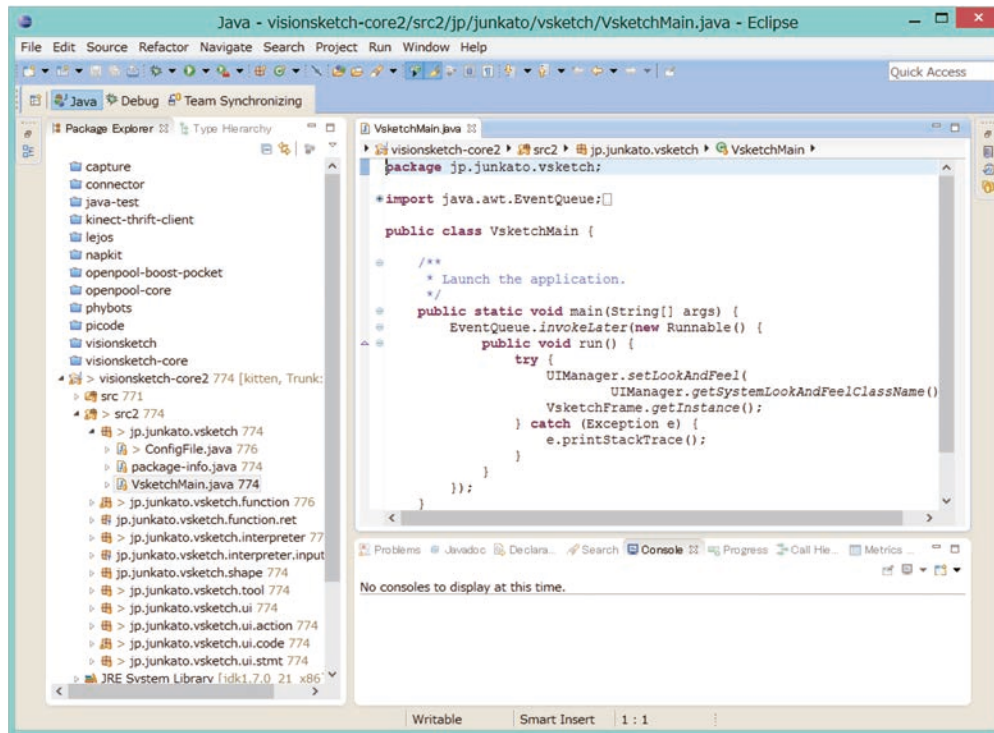 Java - visionsketch-core2/src2/jp/junkato/vsketch/VsketchMain.java - Eclipse
File Edit Source Refactor Navigate Search Project Run Window Help
Quick Access
Java Debug Team Synchronizing
Package Explorer Type Hierarchy
capture
connector
java-test
kinect-thrift-client
lejos
napkit
openpool-boost-pocket
openpool-core
phybots
picode
visionsketch
visionsketch-core
> visionsketch-core2 774 [kitten, Trunk:
src 771
> src2 774
> jp.junkato.vsketch 774
> ConfigFile.java 776
package-info.java 774
VsketchMain.java 774
> jp.junkato.vsketch.function 776
jp.junkato.vsketch.function.ret
> jp.junkato.vsketch.interpreter 77
> jp.junkato.vsketch.interpreter.input
> jp.junkato.vsketch.shape 774
> jp.junkato.vsketch.tool 774
> jp.junkato.vsketch.ui 774
> jp.junkato.vsketch.ui.action 774
> jp.junkato.vsketch.ui.code 774
> jp.junkato.vsketch.ui.stmt 774
JRE System Library [jdk1.7.0_21_x86]
VsketchMain.java
visionsketch-core2 src2 jp.junkato.vsketch VsketchMain
package jp.junkato.vsketch;
import java.awt.EventQueue;
public class VsketchMain {
/**
* Launch the application.
*/
public static void main(String[] args) {
EventQueue.invokeLater(new Runnable() {
public void run() {
try {
UIManager.setLookAndFeel(
UIManager.getSystemLookAndFeelClassName()
VsketchFrame.getInstance();
} catch (Exception e) {
e.printStackTrace();
}
}
});
}
Problems Javadoc Declara... Search Console Progress Call Hie... Metrics ...
No consoles to display at this time.
Writable Smart Insert 1 : 1